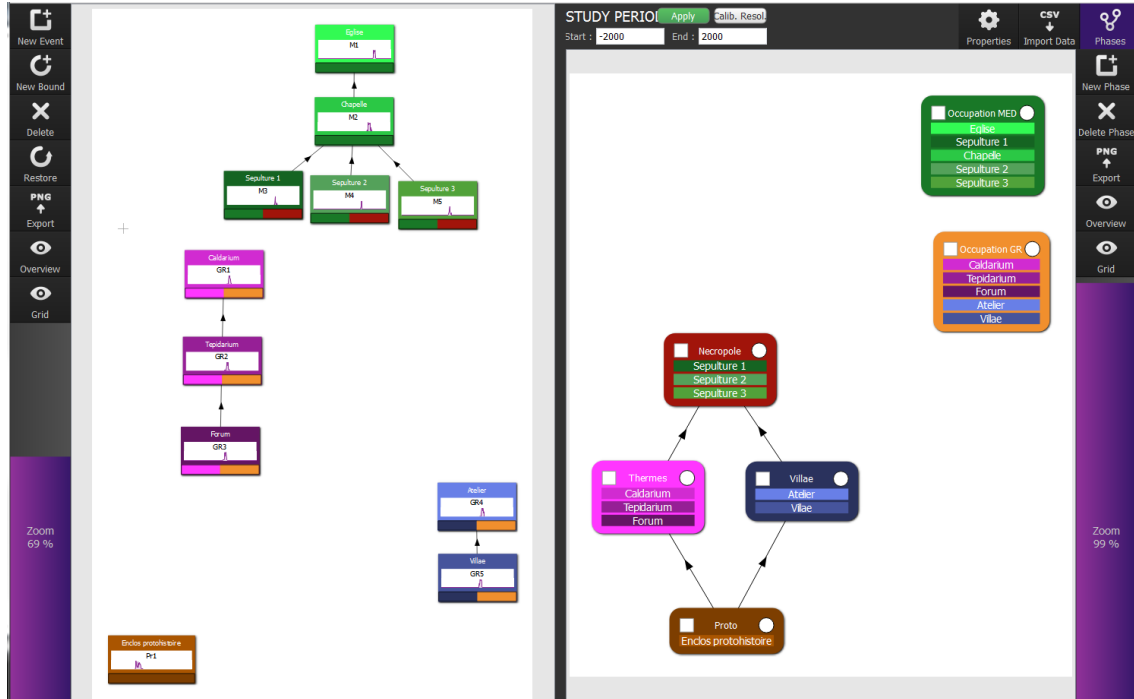 New Event
New Bound
Delete
Restore
PNG
Export
Overview
Grid
Zoom
69 %
Eglise
M1
Chapelle
M2
Sepulture 1
M3
Sepulture 2
M4
Sepulture 3
M5
Caldarium
GR1
Tepidarium
GR2
Forum
GR3
Atelier
GR4
Villae
GR5
Enclos protohistoire
Pr1
STUDY PERIOD
Apply
Calib. Resol.
Start : -2000 End : 2000
Properties
CSV
Import Data
Phases
Occupation MED
Eglise
Sepulture 1
Chapelle
Sepulture 2
Sepulture 3
Occupation GR
Caldarium
Tepidarium
Forum
Atelier
Villae
Necropole
Sepulture 1
Sepulture 2
Sepulture 3
Thermes
Caldarium
Tepidarium
Forum
Villae
Atelier
Villae
Proto
Enclos protohistoire
New Phase
Delete Phase
PNG
Export
Overview
Grid
Zoom
99 %